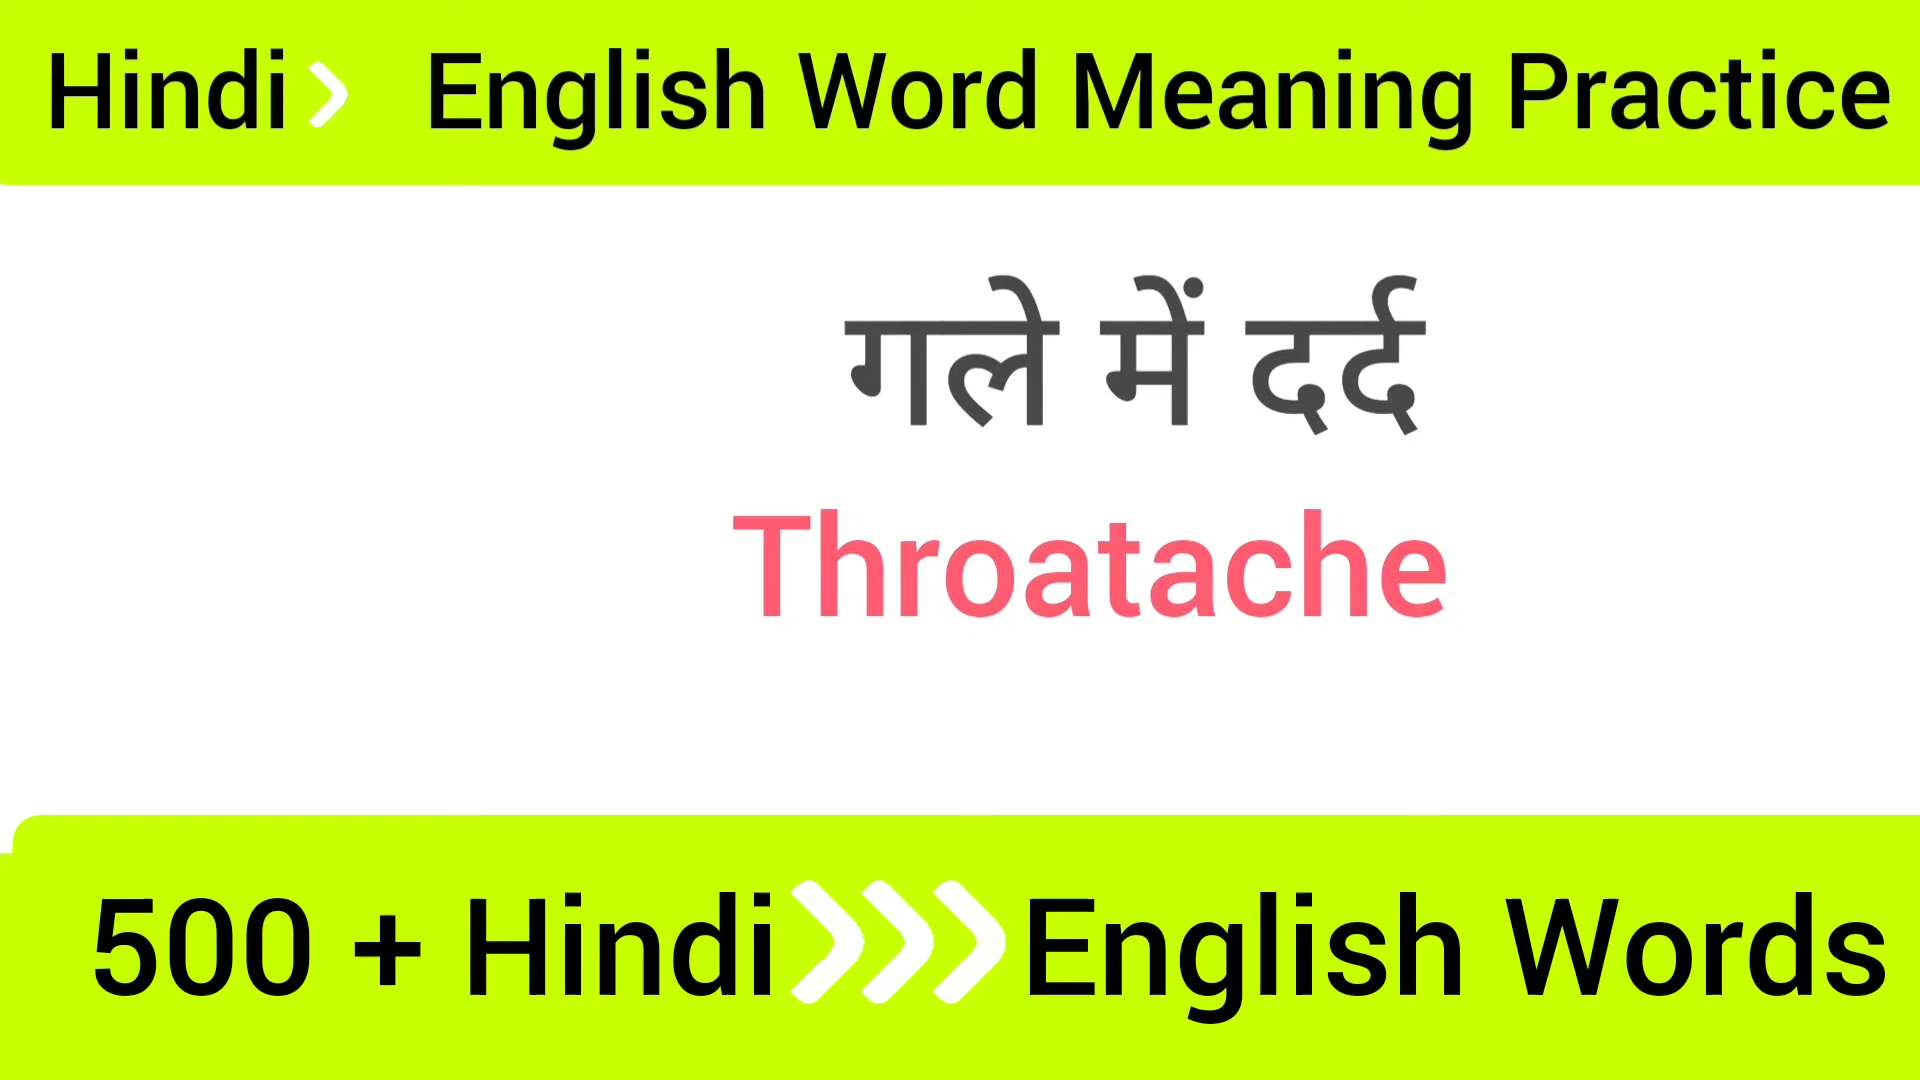 Hindi > English Word Meaning Practice
गले में दर्द
Throatache
500 + Hindi >>> English Words